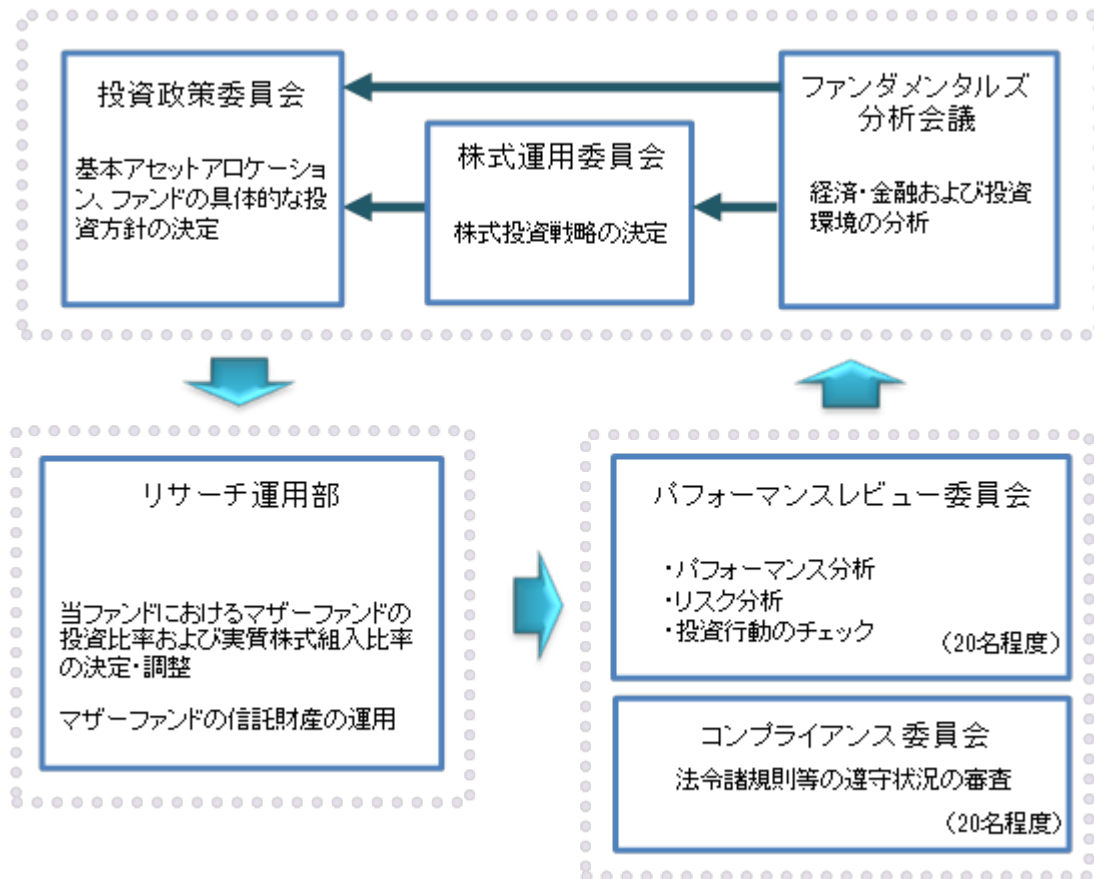 投資政策委員会
基本アセットアロケーショ
ン、ファンドの具体的な投
資方針の決定
株式運用委員会
株式投資戦略の決定
ファンダメンタルズ
分析会議
経済・金融および投資
環境の分析
リサーチ運用部
当ファンドにおけるマザーファンドの
投資比率および実質株式組入比率
の決定・調整
マザーファンドの信託財産の運用
パフォーマンスレビュー委員会
・パフォーマンス分析
・リスク分析
・投資行動のチェック
（20名程度）
コンプライアンス委員会
法令諸規則等の遵守状況の審査
（20名程度）